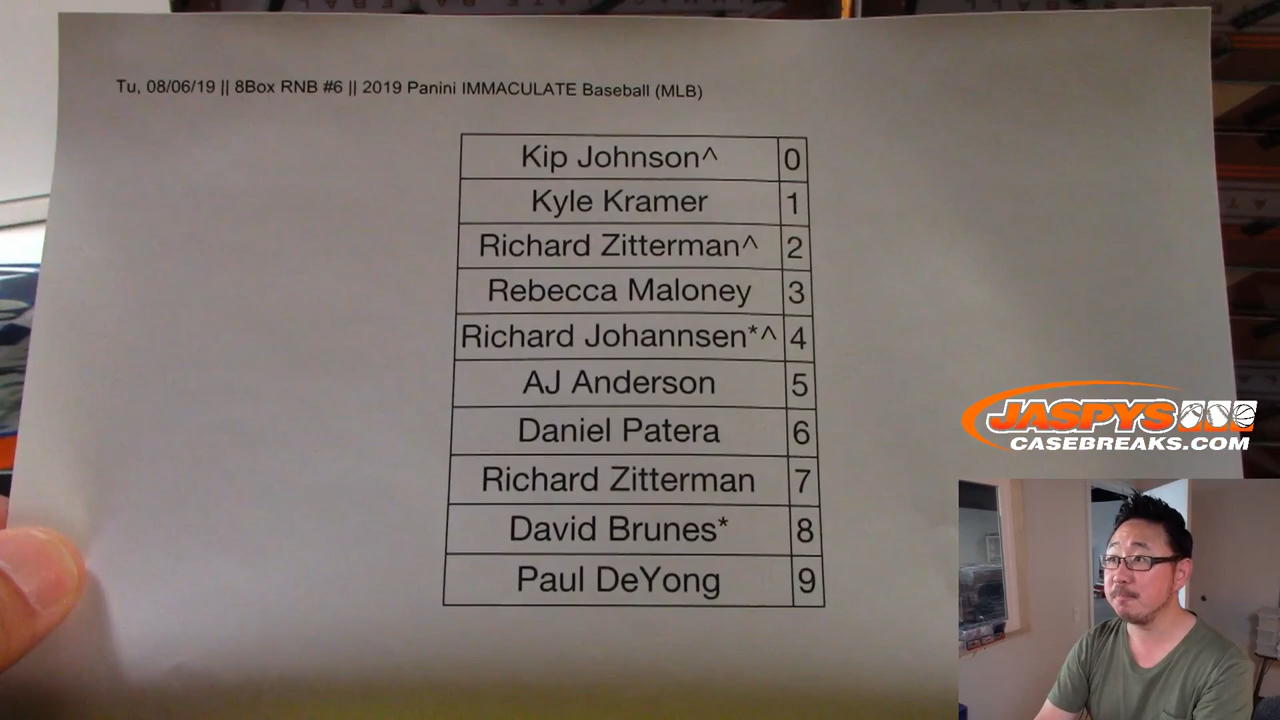 Tu, 08/06/19 || 8Box RNB #6 || 2019 Panini IMMACULATE Baseball (MLB)
Kip Johnson^ 0
Kyle Kramer 1
Richard Zitterman^ 2
Rebecca Maloney 3
Richard Johannsen*^ 4
AJ Anderson 5
Daniel Patera 6
Richard Zitterman 7
David Brunes* 8
Paul DeYong 9
JASPYS
CASEBREAKS.COM